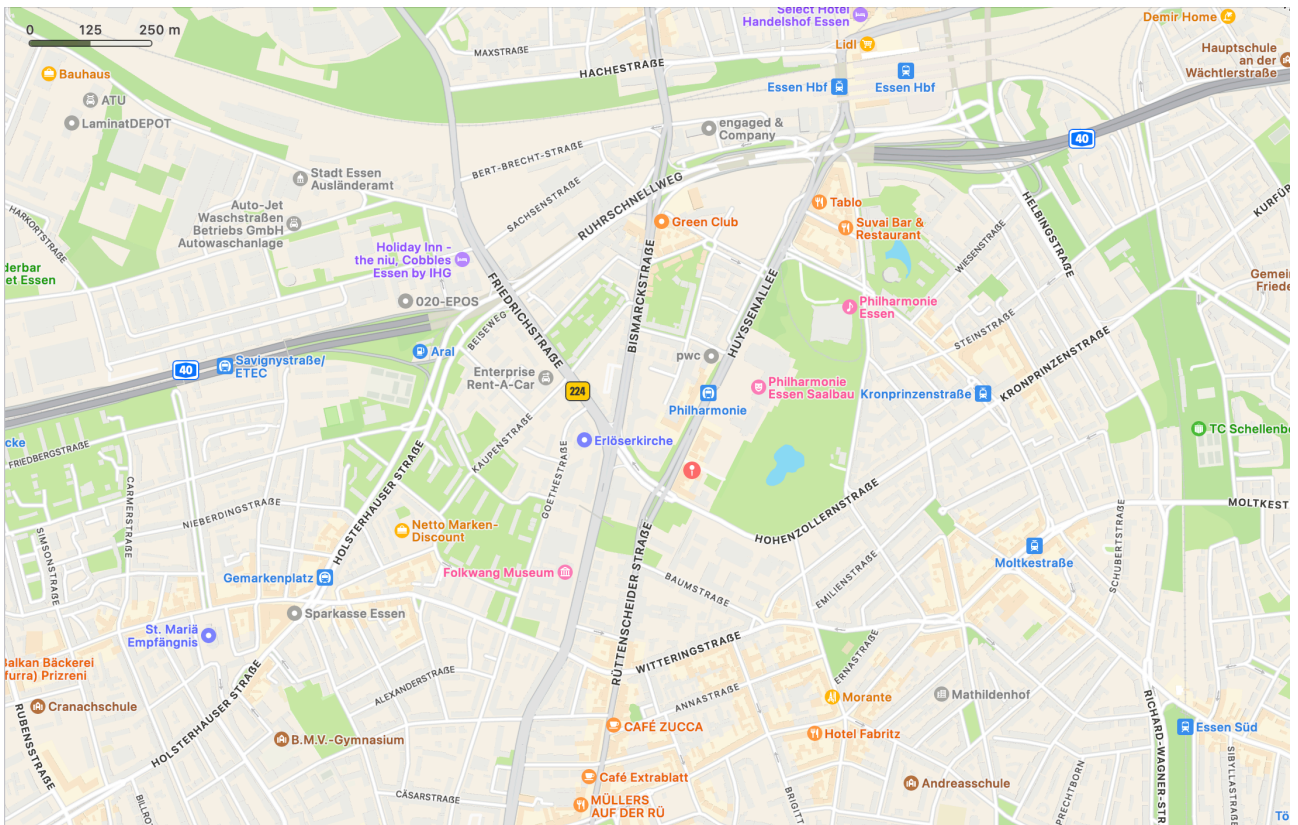 0 125 250 m
Select Hotel
Handelshof Essen
Demir Home
MAXSTRAßE
HACHESTRAßE
Lidl
Hauptschule
an der
Wächtlerstraße
Bauhaus
ATU
LaminatDEPOT
Essen Hbf
Essen Hbf
engaged &
Company
40
BERT-BRECHT-STRAßE
Stadt Essen
Ausländeramt
SACHSENSTRAßE
RUHRSCHNELLWEG
Auto-Jet
Waschstraßen
Betriebs GmbH
Autowaschanlage
HARKORTSTRAßE
Green Club
Tablo
Suvai Bar &
Restaurant
HELBINGSTRAßE
KURFÜR
WIESENSTRAßE
Holiday Inn -
the niu, Cobbles
Essen by IHG
derbar
et Essen
020-EPOS
FRIEDRICHSTRAßE
BISMARCKSTRAßE
HUYSSENALLEE
Philharmonie
Essen
Gemein
Friede
BEISEWEG
STEINSTRAßE
Aral
40
Savignystraße/
ETEC
Enterprise
Rent-A-Car
224
pwc
Philharmonie
Philharmonie
Essen Saalbau
Kronprinzenstraße
KRONPRINZENSTRAßE
cke
FRIEDBERGSTRAßE
KAUPENSTRAßE
Erlöserkirche
TC Schellenbe
GOETHESTRAßE
HOLSTERHAUSER STRAßE
CARMERSTRAßE
NIEBERDINGSTRAßE
SIMSONSTRAßE
Netto Marken-
Discount
HOHENZOLLERNSTRAßE
MOLTKEST
SCHUBERTSTRAßE
Moltkestraße
Gemarkenplatz
Folkwang Museum
RÜTTENSCHEIDER STRAßE
BAUMSTRAßE
EMILIENSTRAßE
Sparkasse Essen
St. Mariä
Empfängnis
WITTERINGSTRAßE
ERNASTRAßE
Balkan Bäckerei
furra) Prizreni
Cranachschule
ALEXANDERSTRAßE
ANNASTRAßE
Morante
Mathildenhof
RUBENSSTRAßE
HOLSTERHAUSER STRAßE
B.M.V.-Gymnasium
CAFÉ ZUCCA
Hotel Fabritz
RICHARD-WAGNER-STR
Essen Süd
SIBYLLASTRAßE
Café Extrablatt
MÜLLERS
AUF DER RÜ
CÄSARSTRAßE
BILLRO
BRIGITT
Andreasschule
PRECHTBORN
Tö